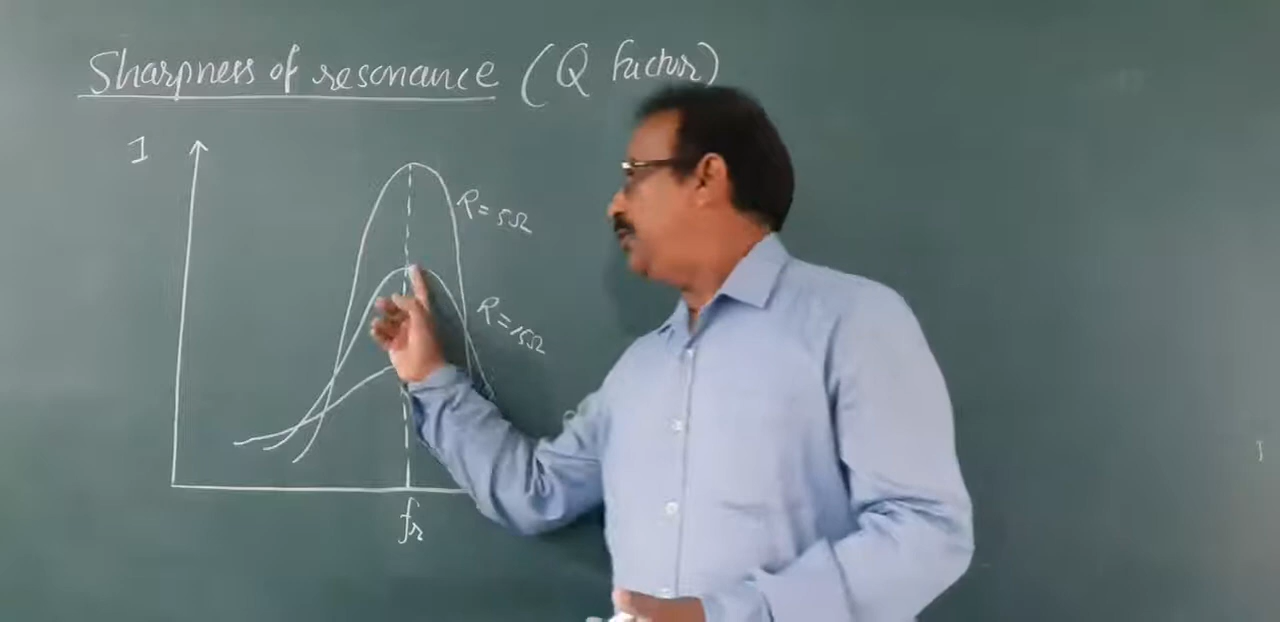 Sharpness of resonance (Q factor)
I
R=5Ω
R=15Ω
fr